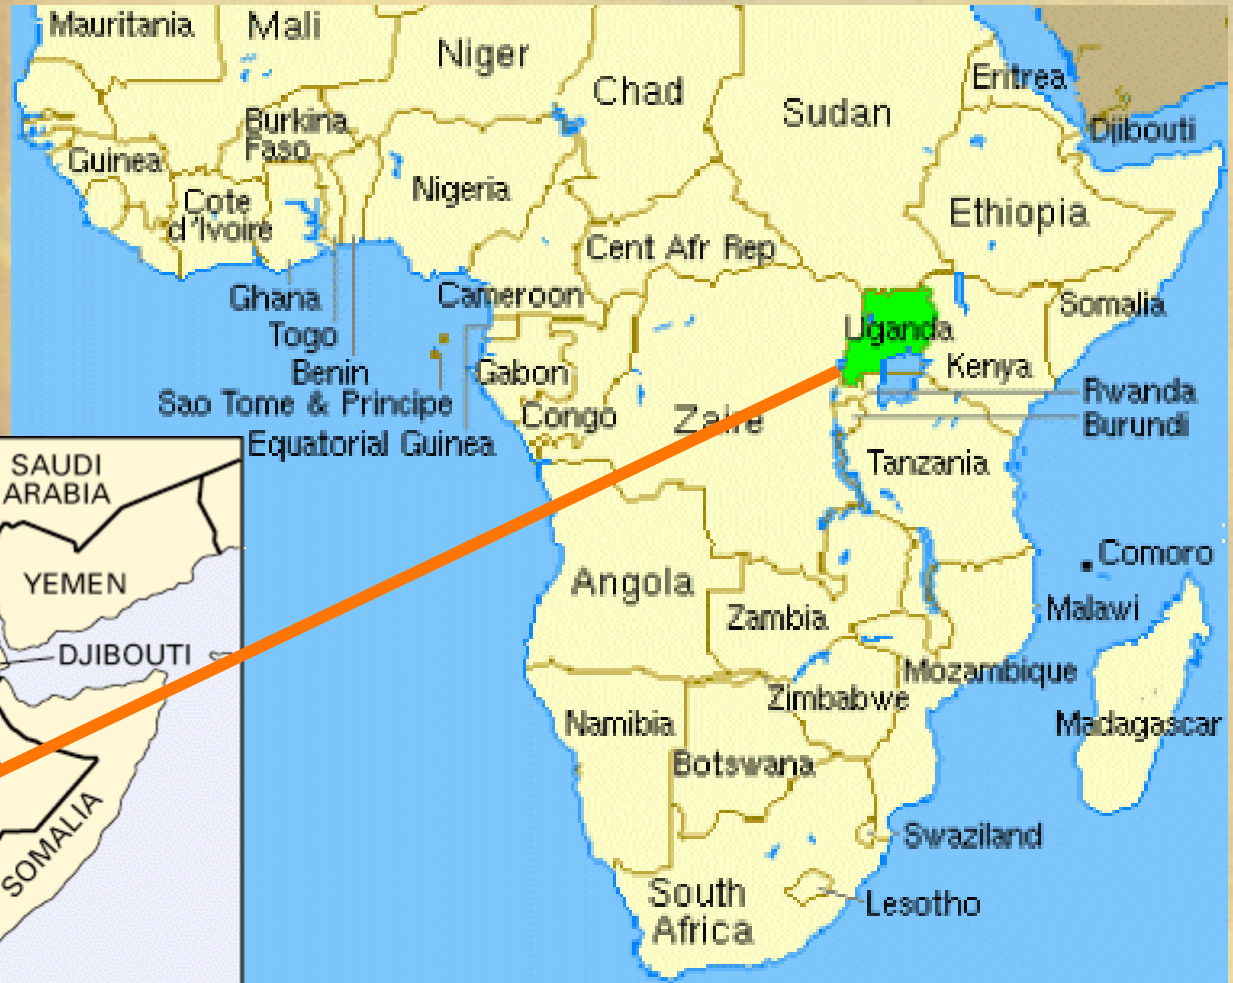 Mauritania
Mali
Niger
Chad
Sudan
Eritrea
Djibouti
Burkina
Faso
Guinea
Cote
d'Ivoire
Nigeria
Ethiopia
Cent Afr Rep
Ghana
Togo
Benin
Sao Tome & Principe
Equatorial Guinea
Cameroon
Gabon
Congo
Zaire
Uganda
Kenya
Somalia
Rwanda
Burundi
Tanzania
Comoro
Malawi
Angola
Zambia
Mozambique
Zimbabwe
Madagascar
Namibia
Botswana
Swaziland
South
Africa
Lesotho
SAUDI
ARABIA
YEMEN
DJIBOUTI
SOMALIA